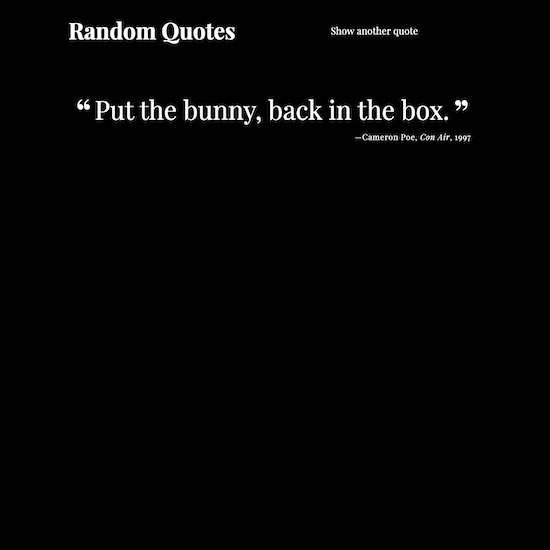 Random Quotes
Show another quote
“ Put the bunny, back in the box. ”
—Cameron Poe, Con Air, 1997